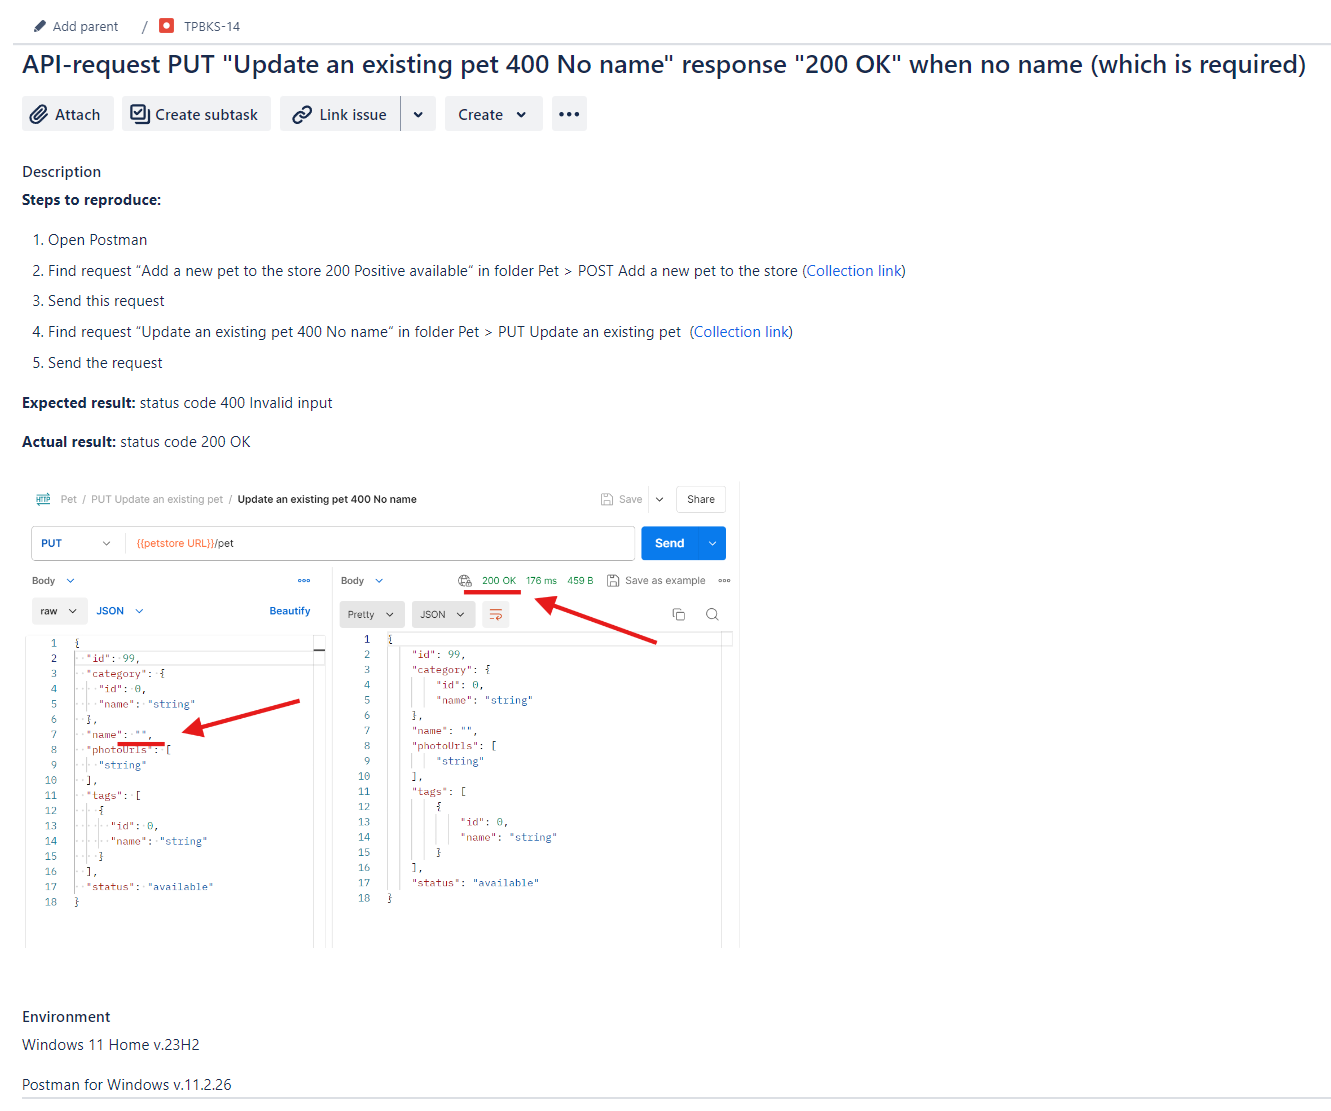 Add parent / TPBKS-14
API-request PUT "Update an existing pet 400 No name" response "200 OK" when no name (which is required)
Attach Create subtask Link issue Create •••
Description
Steps to reproduce:
1. Open Postman
2. Find request “Add a new pet to the store 200 Positive available“ in folder Pet > POST Add a new pet to the store (Collection link)
3. Send this request
4. Find request “Update an existing pet 400 No name“ in folder Pet > PUT Update an existing pet (Collection link)
5. Send the request
Expected result: status code 400 Invalid input
Actual result: status code 200 OK
HTTP Pet / PUT Update an existing pet / Update an existing pet 400 No name Save Share
PUT {{petstore URL}}/pet Send
Body
raw JSON Beautify
1 {
2 "id": 99,
3 "category": {
4 "id": 0,
5 "name": "string"
6 },
7 "name": "",
8 "photoUrls": [
9 "string"
10 ],
11 "tags": [
12 {
13 "id": 0,
14 "name": "string"
15 }
16 ],
17 "status": "available"
18 }
Body 200 OK 176 ms 459 B Save as example
Pretty JSON
1 {
2 "id": 99,
3 "category": {
4 "id": 0,
5 "name": "string"
6 },
7 "name": "",
8 "photoUrls": [
9 "string"
10 ],
11 "tags": [
12 {
13 "id": 0,
14 "name": "string"
15 }
16 ],
17 "status": "available"
18 }
Environment
Windows 11 Home v.23H2
Postman for Windows v.11.2.26